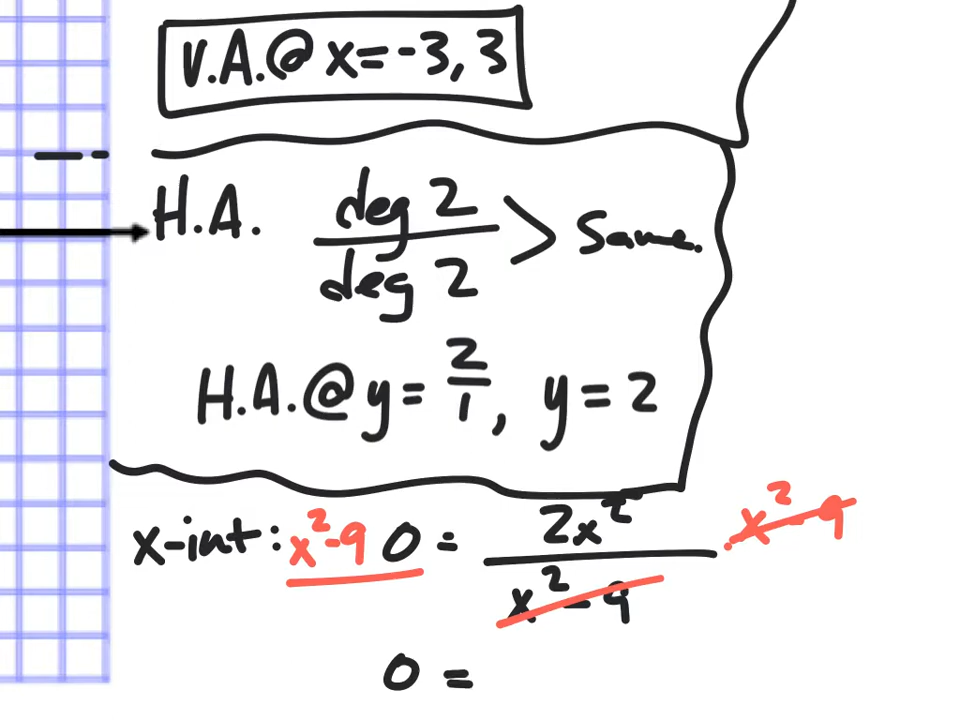 V.A.@ x=-3, 3
H.A. deg 2 / deg 2 > Same.
H.A.@ y= 2/1, y=2
x-int: x²-9 0 = 2x² / x²-9 x²-9
0 =